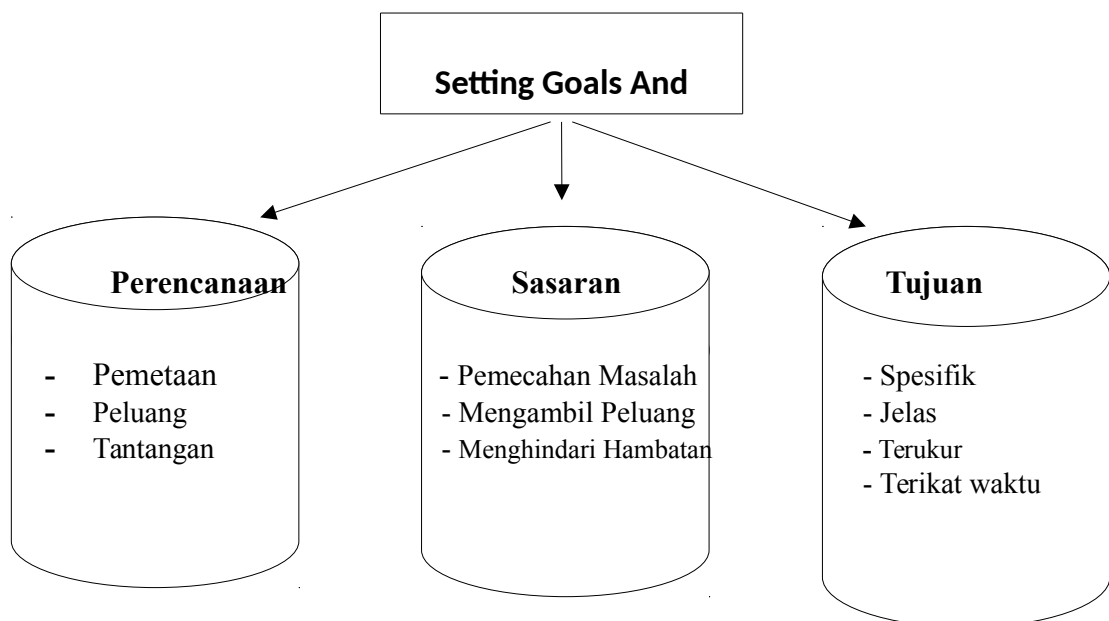 Setting Goals And
Perencanaan
- Pemetaan
- Peluang
- Tantangan
Sasaran
- Pemecahan Masalah
- Mengambil Peluang
- Menghindari Hambatan
Tujuan
- Spesifik
- Jelas
- Terukur
- Terikat waktu